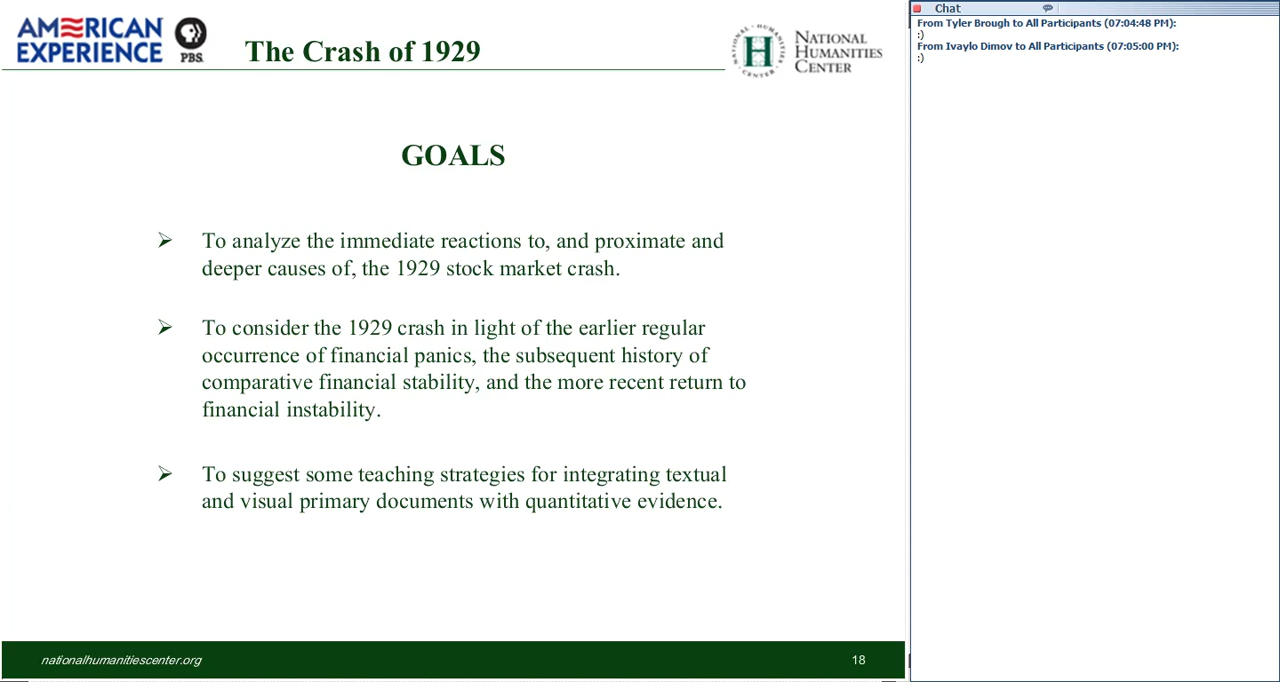 AMERICAN
EXPERIENCE
PBS.
The Crash of 1929
NATIONAL HUMANITIES CENTER
H
NATIONAL
HUMANITIES
CENTER
GOALS
➢ To analyze the immediate reactions to, and proximate and
deeper causes of, the 1929 stock market crash.
➢ To consider the 1929 crash in light of the earlier regular
occurrence of financial panics, the subsequent history of
comparative financial stability, and the more recent return to
financial instability.
➢ To suggest some teaching strategies for integrating textual
and visual primary documents with quantitative evidence.
nationalhumanitiescenter.org
18
Chat
From Tyler Brough to All Participants (07:04:48 PM):
:)
From Ivaylo Dimov to All Participants (07:05:00 PM):
:)